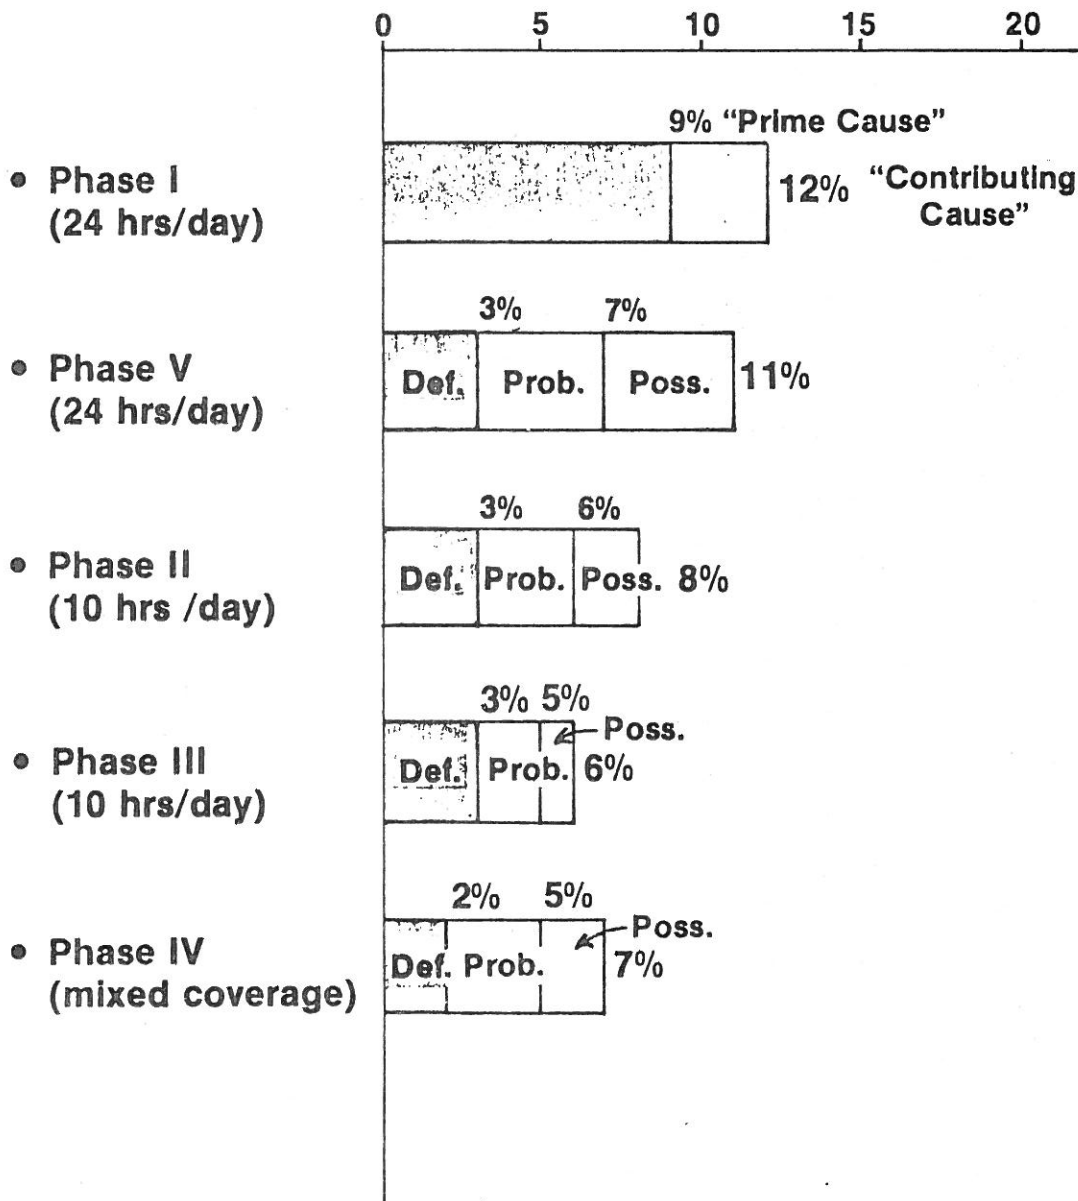 0 5 10 15 20
9% “Prime Cause”
• Phase I
(24 hrs/day)
12% “Contributing
Cause”
3% 7%
• Phase V
(24 hrs/day)
Def. Prob. Poss. 11%
3% 6%
• Phase II
(10 hrs /day)
Def. Prob. Poss. 8%
3% 5%
Poss.
• Phase III
(10 hrs/day)
Def. Prob. 6%
2% 5%
Poss.
• Phase IV
(mixed coverage)
Def. Prob. 7%